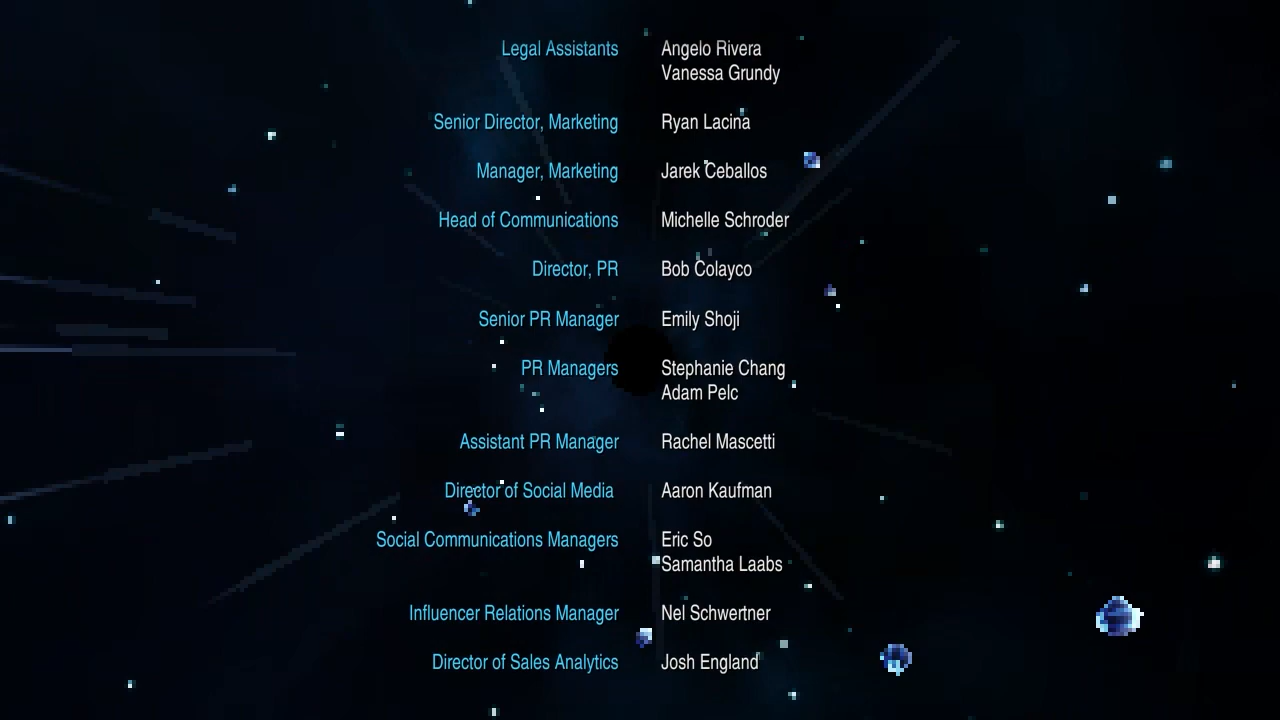 Legal Assistants Angelo Rivera
Vanessa Grundy
Senior Director, Marketing Ryan Lacina
Manager, Marketing Jarek Ceballos
Head of Communications Michelle Schroder
Director, PR Bob Colayco
Senior PR Manager Emily Shoji
PR Managers Stephanie Chang
Adam Pelc
Assistant PR Manager Rachel Mascetti
Director of Social Media Aaron Kaufman
Social Communications Managers Eric So
Samantha Laabs
Influencer Relations Manager Nel Schwertner
Director of Sales Analytics Josh England